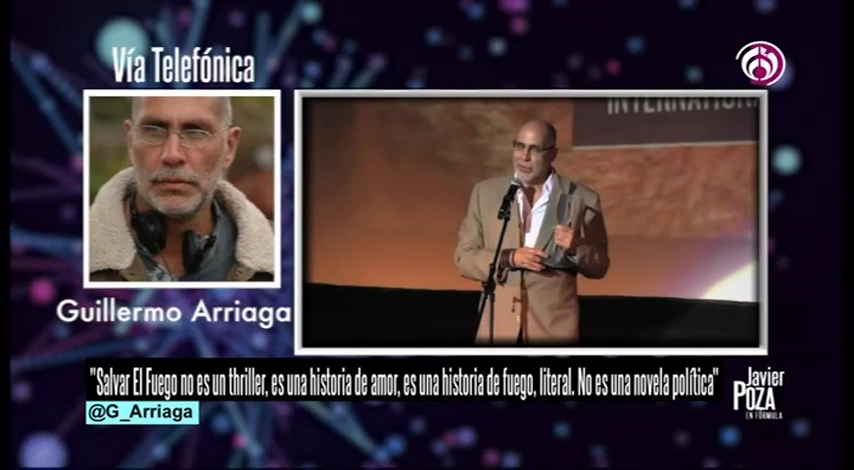 Vía Telefónica
INTERNATIONA
Guillermo Arriaga
"Salvar El Fuego no es un thriller, es una historia de amor, es una historia de fuego, literal. No es una novela política"
@G_Arriaga
Javier
POZA
EN FÓRMULA